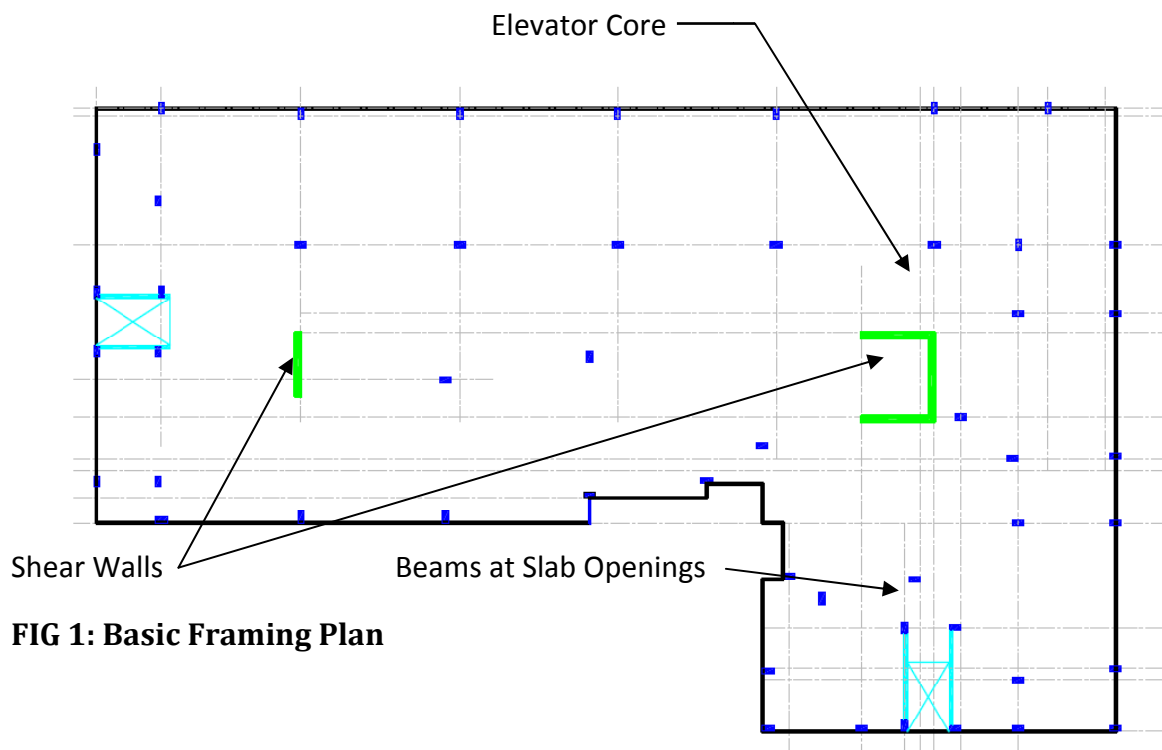 Elevator Core
Shear Walls
Beams at Slab Openings
FIG 1: Basic Framing Plan